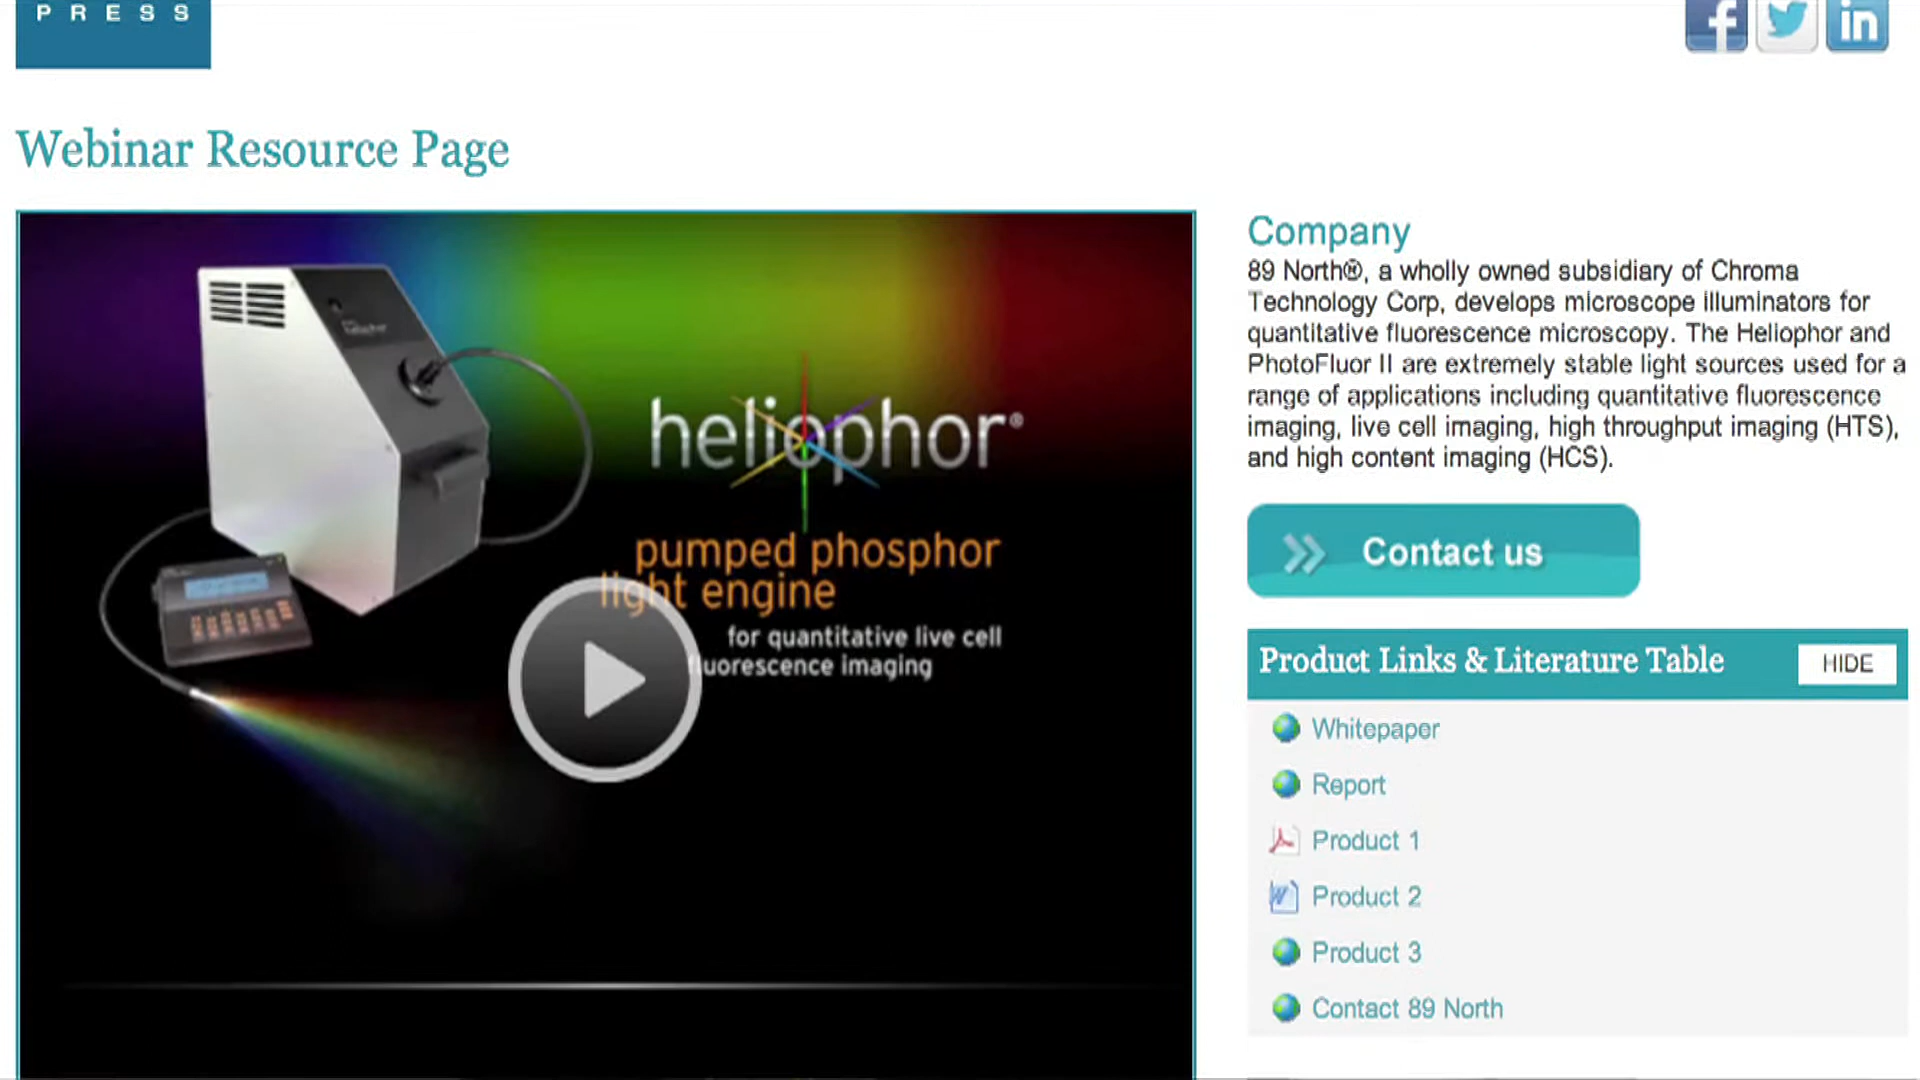 PRESS
Webinar Resource Page
heliophor®
pumped phosphor
light engine
for quantitative live cell
fluorescence imaging
Company
89 North®, a wholly owned subsidiary of Chroma
Technology Corp, develops microscope illuminators for
quantitative fluorescence microscopy. The Heliophor and
PhotoFluor II are extremely stable light sources used for a
range of applications including quantitative fluorescence
imaging, live cell imaging, high throughput imaging (HTS),
and high content imaging (HCS).
Contact us
Product Links & Literature Table
HIDE
Whitepaper
Report
Product 1
Product 2
Product 3
Contact 89 North